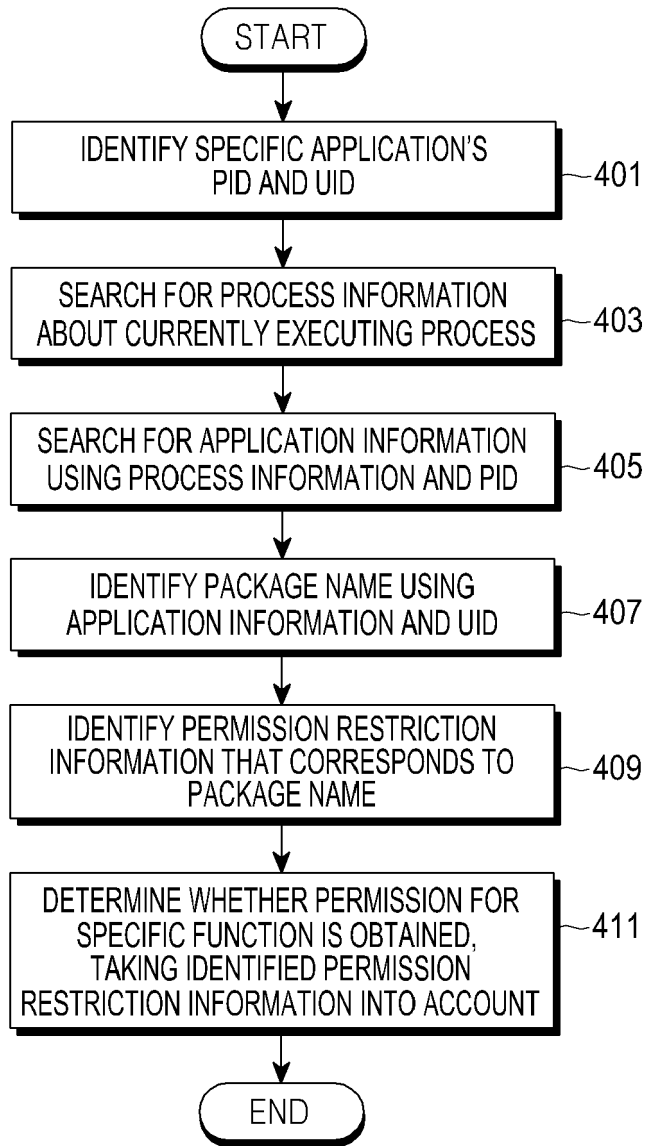 START
IDENTIFY SPECIFIC APPLICATION'S
PID AND UID
401
SEARCH FOR PROCESS INFORMATION
ABOUT CURRENTLY EXECUTING PROCESS
403
SEARCH FOR APPLICATION INFORMATION
USING PROCESS INFORMATION AND PID
405
IDENTIFY PACKAGE NAME USING
APPLICATION INFORMATION AND UID
407
IDENTIFY PERMISSION RESTRICTION
INFORMATION THAT CORRESPONDS TO
PACKAGE NAME
409
DETERMINE WHETHER PERMISSION FOR
SPECIFIC FUNCTION IS OBTAINED,
TAKING IDENTIFIED PERMISSION
RESTRICTION INFORMATION INTO ACCOUNT
411
END